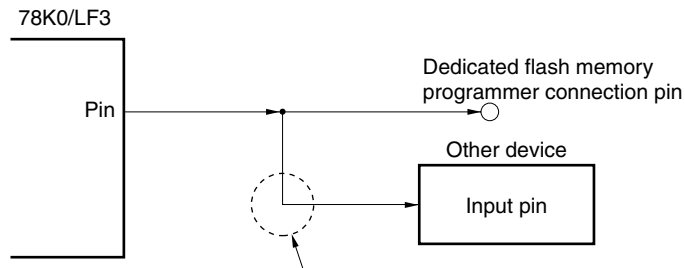 78K0/LF3
Dedicated flash memory
programmer connection pin
Pin
Other device
Input pin